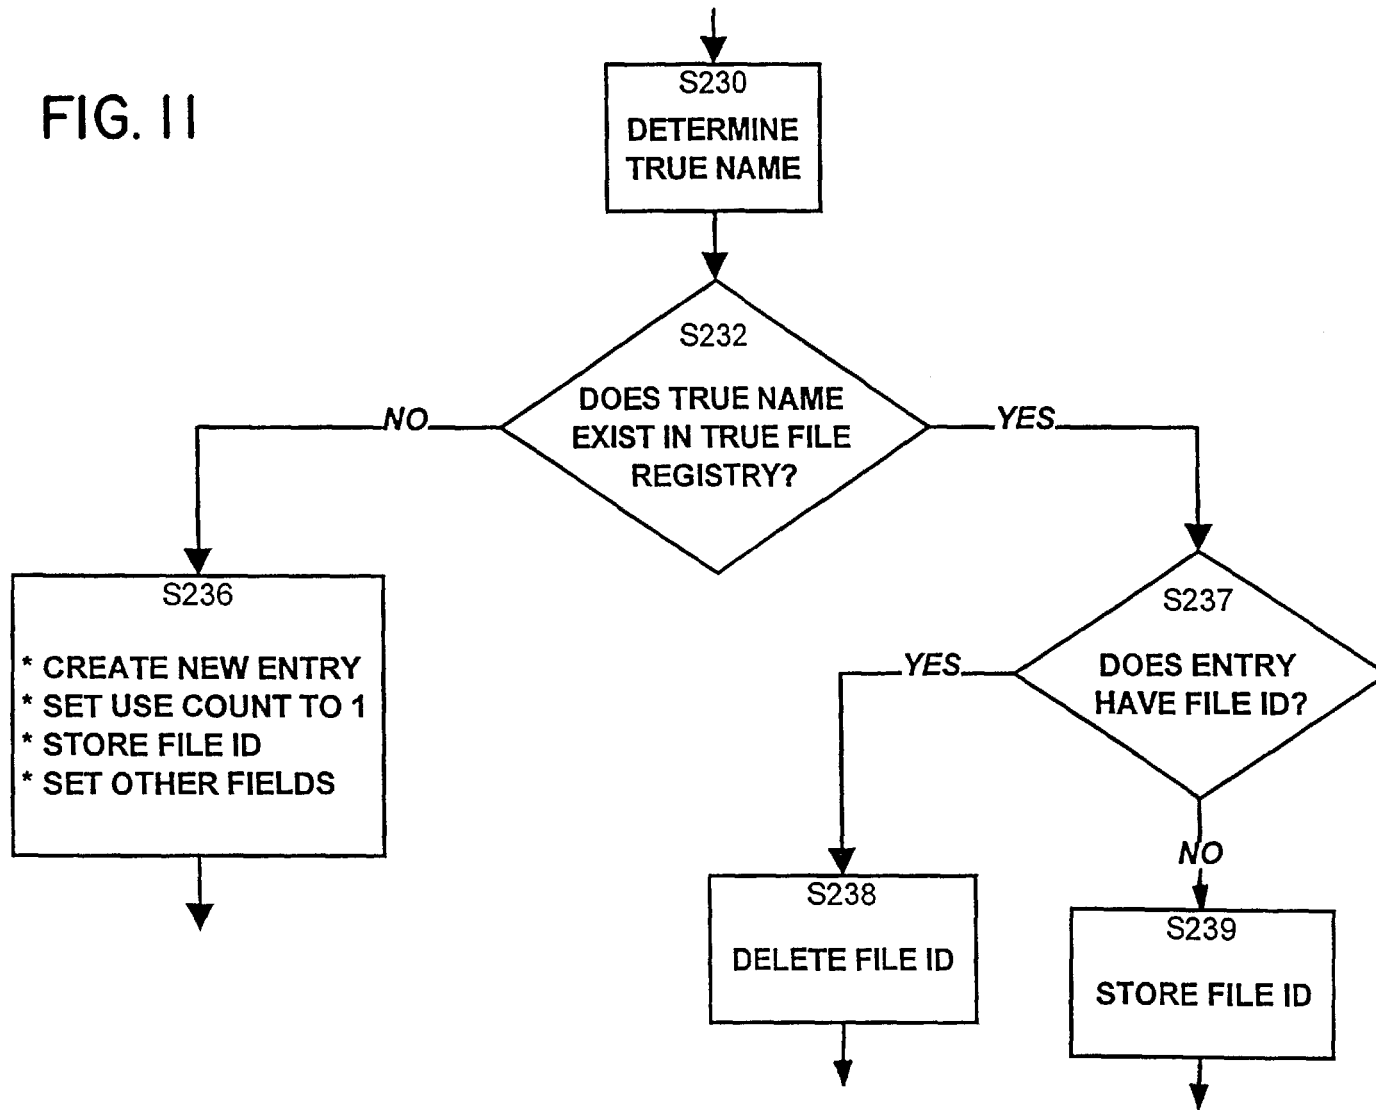 FIG. 11
S230
DETERMINE
TRUE NAME
S232
DOES TRUE NAME
EXIST IN TRUE FILE
REGISTRY?
NO
YES
S236
* CREATE NEW ENTRY
* SET USE COUNT TO 1
* STORE FILE ID
* SET OTHER FIELDS
S237
DOES ENTRY
HAVE FILE ID?
YES
NO
S238
DELETE FILE ID
S239
STORE FILE ID